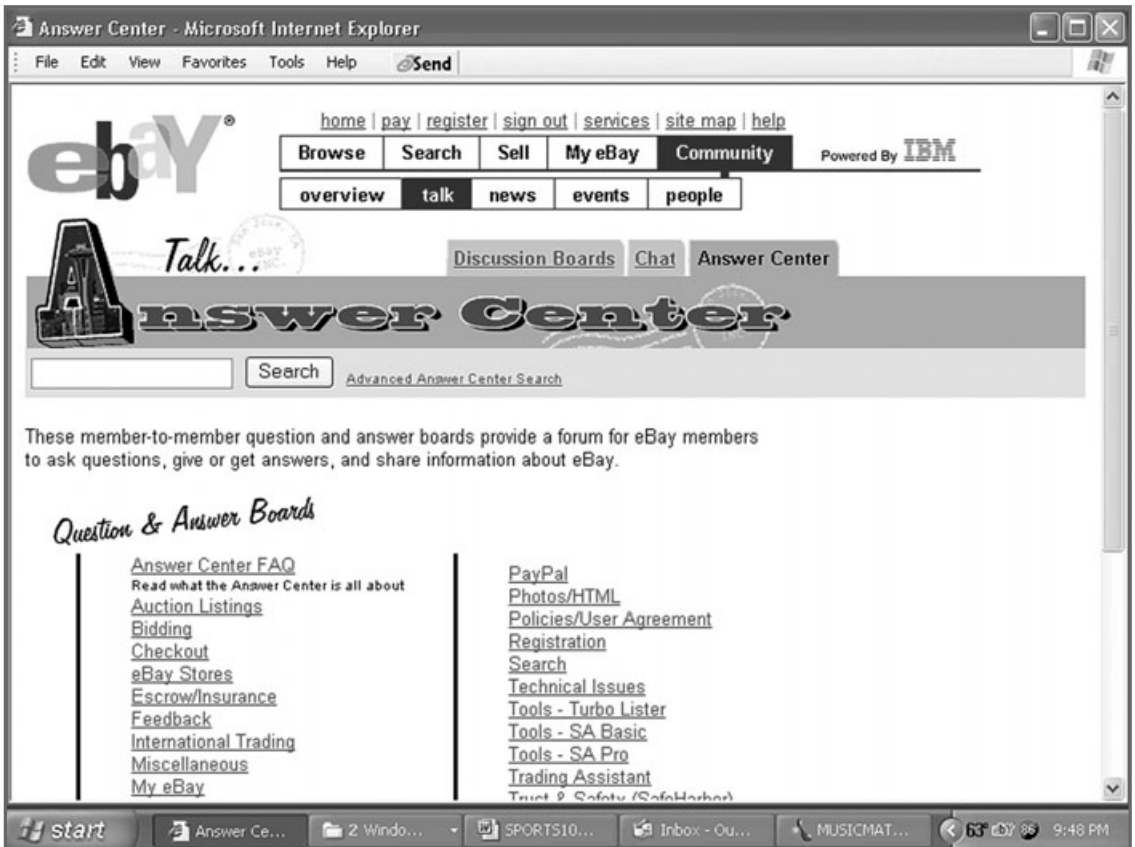 Answer Center - Microsoft Internet Explorer
File Edit View Favorites Tools Help Send
ebaY®
home | pay | register | sign out | services | site map | help
Browse Search Sell My eBay Community Powered By IBM
overview talk news events people
Talk...
Discussion Boards Chat Answer Center
Answer Center
Search Advanced Answer Center Search
These member-to-member question and answer boards provide a forum for eBay members
to ask questions, give or get answers, and share information about eBay.
Question & Answer Boards
Answer Center FAQ
Read what the Answer Center is all about
Auction Listings
Bidding
Checkout
eBay Stores
Escrow/Insurance
Feedback
International Trading
Miscellaneous
My eBay
PayPal
Photos/HTML
Policies/User Agreement
Registration
Search
Technical Issues
Tools - Turbo Lister
Tools - SA Basic
Tools - SA Pro
Trading Assistant
Trust & Safety (SafeHarbor)
start Answer Ce... 2 Windo... SPORTS10... Inbox - Ou... MUSICMAT... 63° 86 9:48 PM